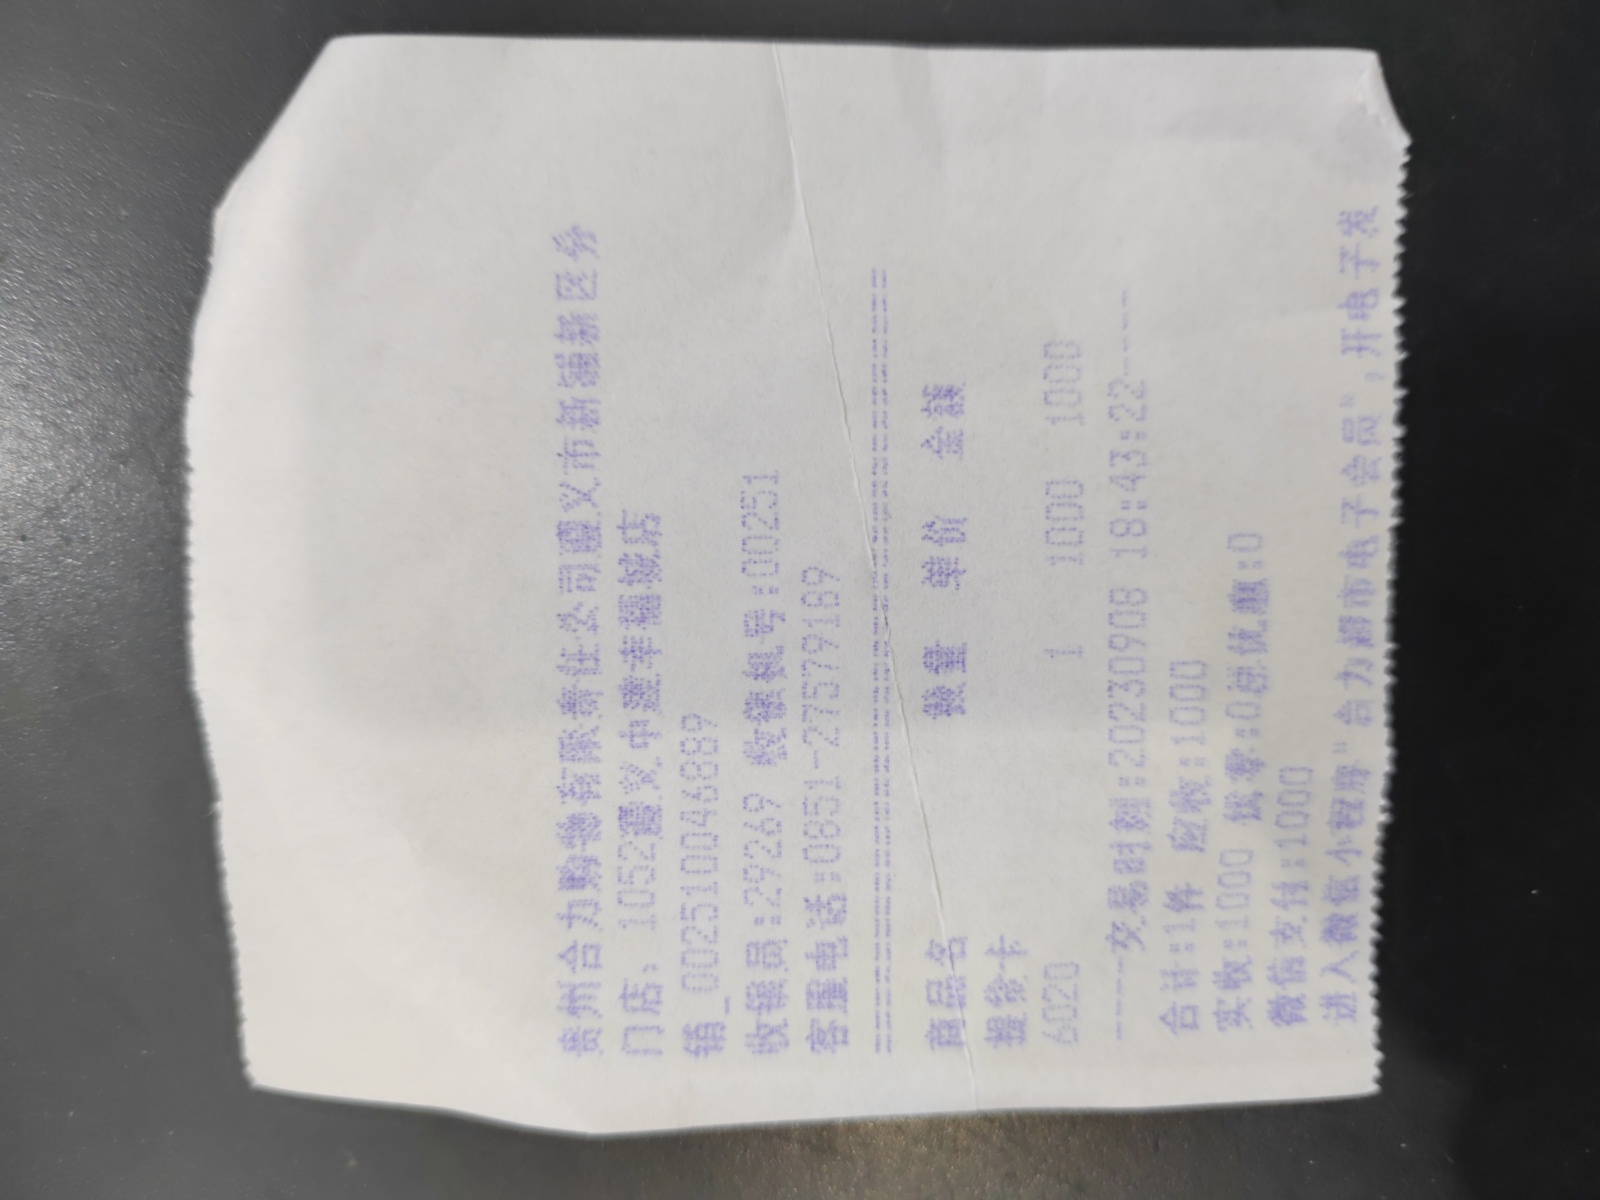 贵州合力购物有限责任公司遵义市新蒲新区分
门店: 1052遵义中建幸福城店
销_00251004688​9
收银员:29269 收银机号:00251
客服电话:0851-27579189
商品名 数量 单价 金额
提货卡
6020 1 1000 1000
----交易时刻:20230908 18:43:22----
合计:1件 应收:1000
实收:1000 找零:0总优惠:0
微信支付:1000
进入微信小程序"合力超市电子会员",开电子发